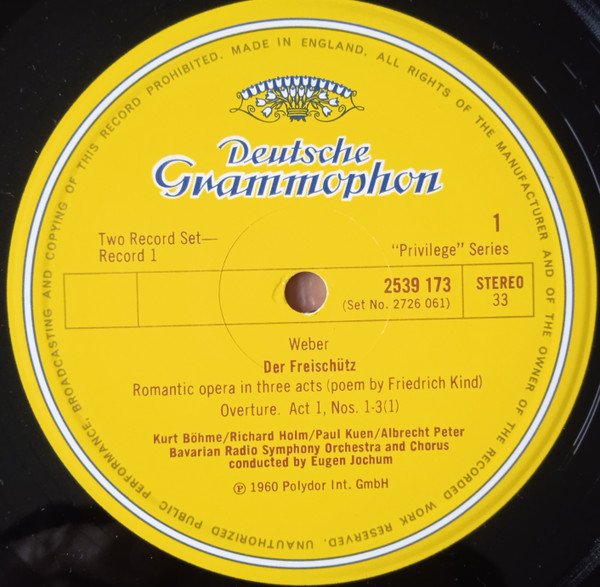 MADE IN ENGLAND. ALL RIGHTS OF THE MANUFACTURER AND OF THE OWNER OF THE RECORDED WORK RESERVED. UNAUTHORIZED PUBLIC PERFORMANCE, BROADCASTING AND COPYING OF THIS RECORD PROHIBITED.
Deutsche
Grammophon
Two Record Set—
Record 1
1
"Privilege" Series
2539 173
(Set No. 2726 061)
STEREO
33
Weber
Der Freischütz
Romantic opera in three acts (poem by Friedrich Kind)
Overture. Act 1, Nos. 1-3(1)
Kurt Böhme/Richard Holm/Paul Kuen/Albrecht Peter
Bavarian Radio Symphony Orchestra and Chorus
conducted by Eugen Jochum
℗ 1960 Polydor Int. GmbH